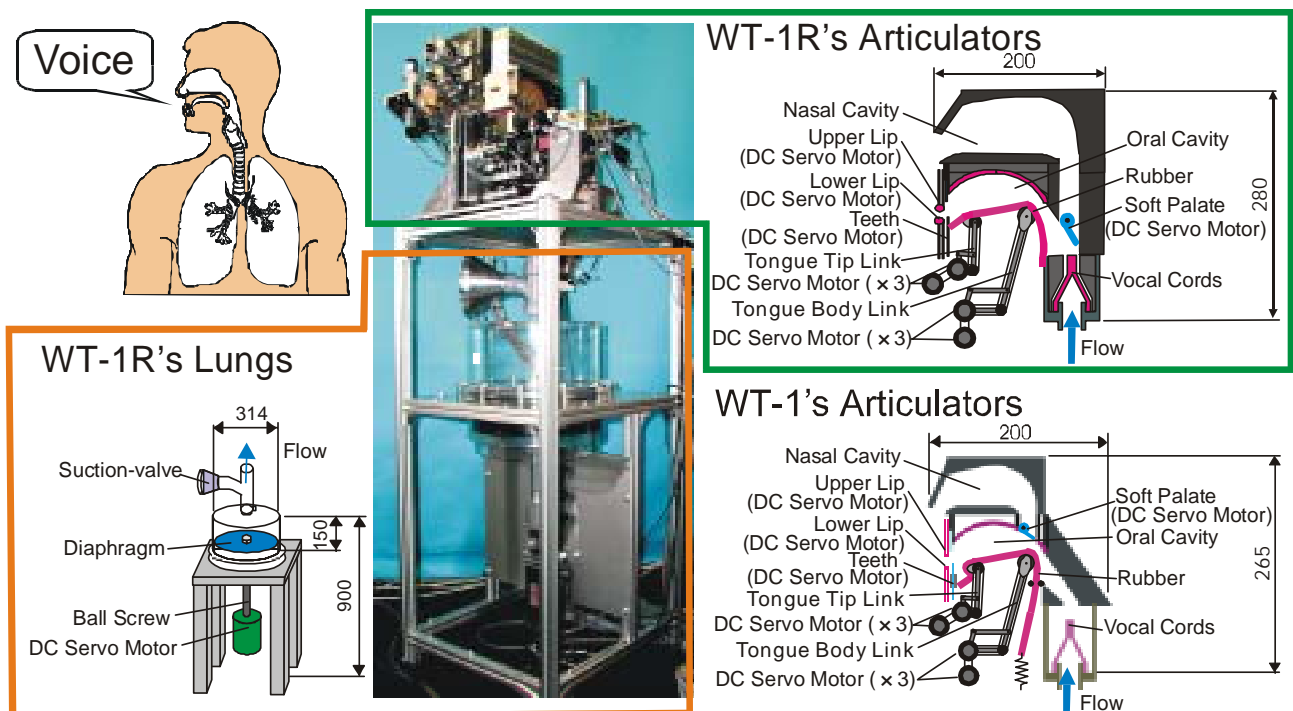 Voice
WT-1R's Articulators
200
Nasal Cavity
Upper Lip
(DC Servo Motor)
Lower Lip
(DC Servo Motor)
Teeth
(DC Servo Motor)
Tongue Tip Link
DC Servo Motor (×3)
Tongue Body Link
DC Servo Motor (×3)
Oral Cavity
Rubber
Soft Palate
(DC Servo Motor)
Vocal Cords
Flow
280
WT-1R's Lungs
314
Flow
Suction-valve
Diaphragm
150
900
Ball Screw
DC Servo Motor
WT-1's Articulators
200
Nasal Cavity
Upper Lip
(DC Servo Motor)
Lower Lip
(DC Servo Motor)
Teeth
(DC Servo Motor)
Tongue Tip Link
DC Servo Motor (×3)
Tongue Body Link
DC Servo Motor (×3)
Soft Palate
(DC Servo Motor)
Oral Cavity
Rubber
Vocal Cords
Flow
265